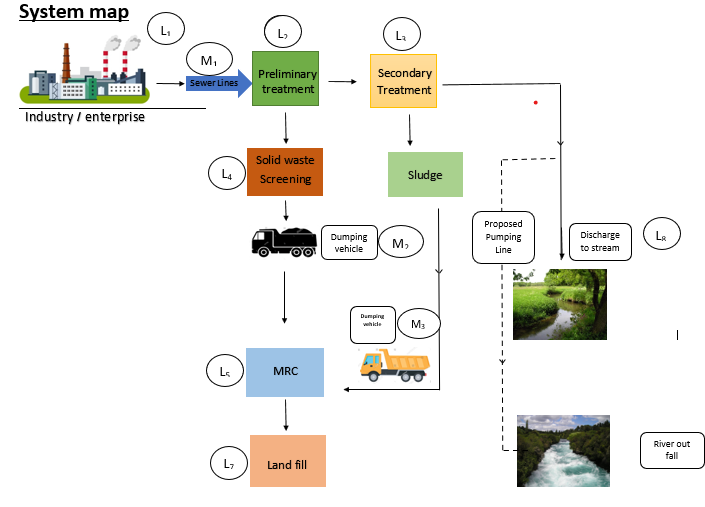 System map
L₁
L₂
L₃
M₁
Sewer Lines
Preliminary
treatment
Secondary
Treatment
Industry / enterprise
L₄
Solid waste
Screening
Sludge
Dumping
vehicle
M₂
Proposed
Pumping
Line
Discharge
to stream
L₈
Dumping
vehicle
M₃
L₅
MRC
L₇
Land fill
River out
fall